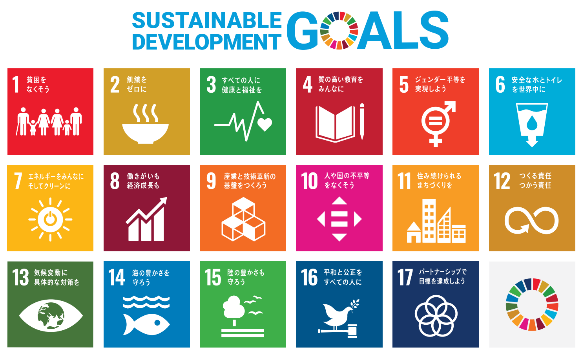 SUSTAINABLE
DEVELOPMENT
GOALS
1 貧困を
なくそう
2 飢餓を
ゼロに
3 すべての人に
健康と福祉を
4 質の高い教育を
みんなに
5 ジェンダー平等を
実現しよう
6 安全な水とトイレ
を世界中に
7 エネルギーをみんなに
そしてクリーンに
8 働きがいも
経済成長も
9 産業と技術革新の
基盤をつくろう
10 人や国の不平等
をなくそう
11 住み続けられる
まちづくりを
12 つくる責任
つかう責任
13 気候変動に
具体的な対策を
14 海の豊かさを
守ろう
15 陸の豊かさも
守ろう
16 平和と公正を
すべての人に
17 パートナーシップで
目標を達成しよう